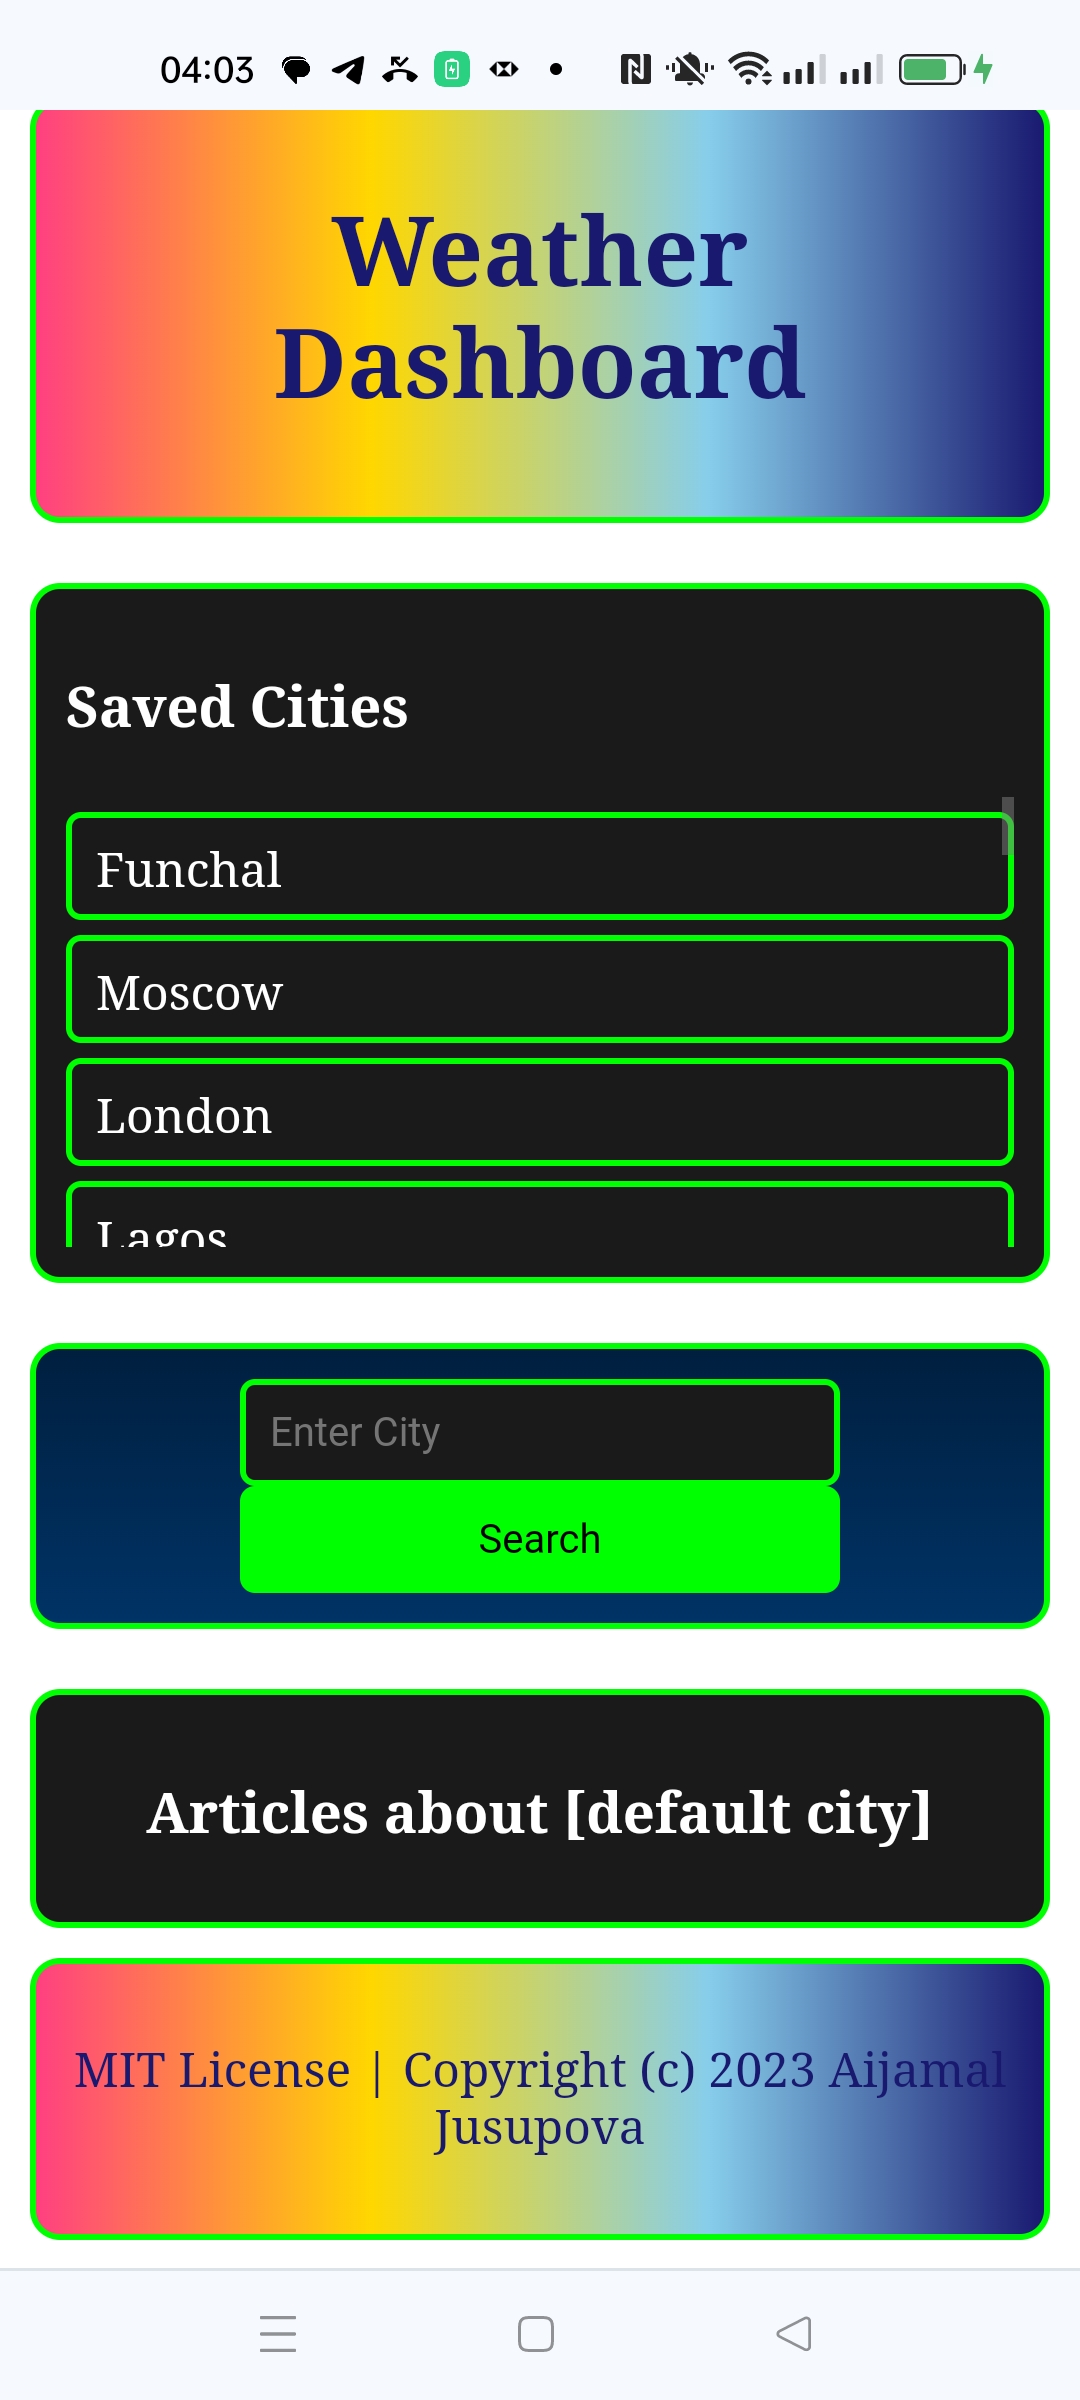 04:03
Weather
Dashboard
Saved Cities
Funchal
Moscow
London
Lagos
Enter City
Search
Articles about [default city]
MIT License | Copyright (c) 2023 Aijamal
Jusupova